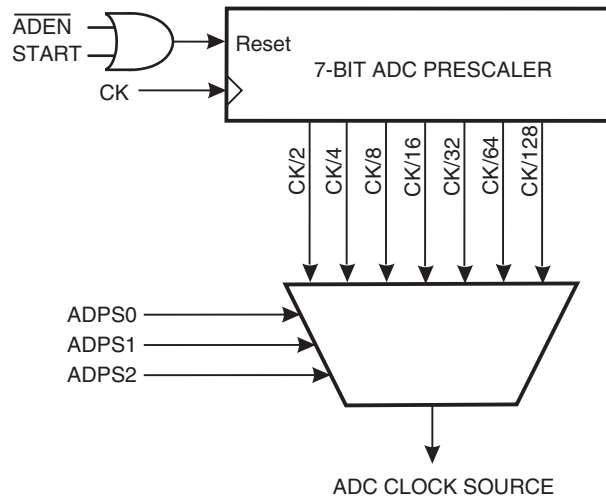 ADEN
START
Reset
7-BIT ADC PRESCALER
CK
CK/2
CK/4
CK/8
CK/16
CK/32
CK/64
CK/128
ADPS0
ADPS1
ADPS2
ADC CLOCK SOURCE